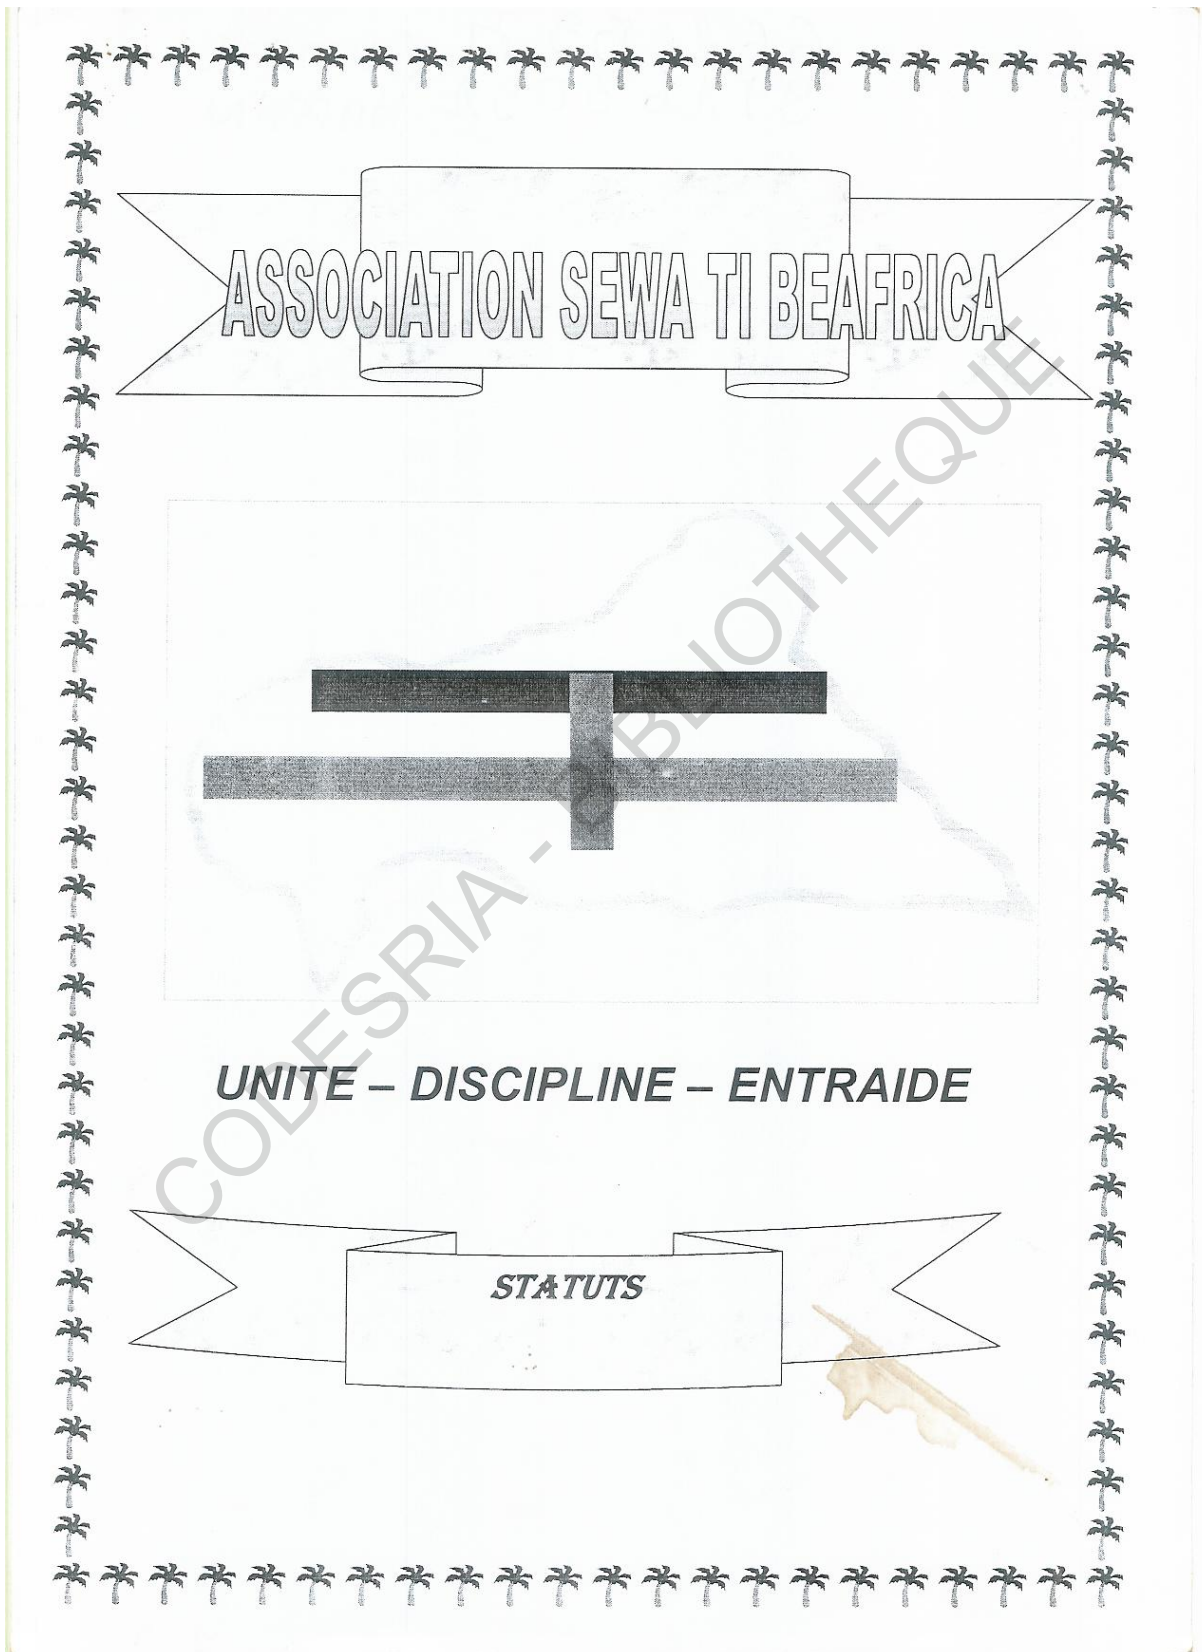 ASSOCIATION SEWA TI BEAFRICA
CODESRIA - BIBLIOTHEQUE
UNITE – DISCIPLINE – ENTRAIDE
STATUTS